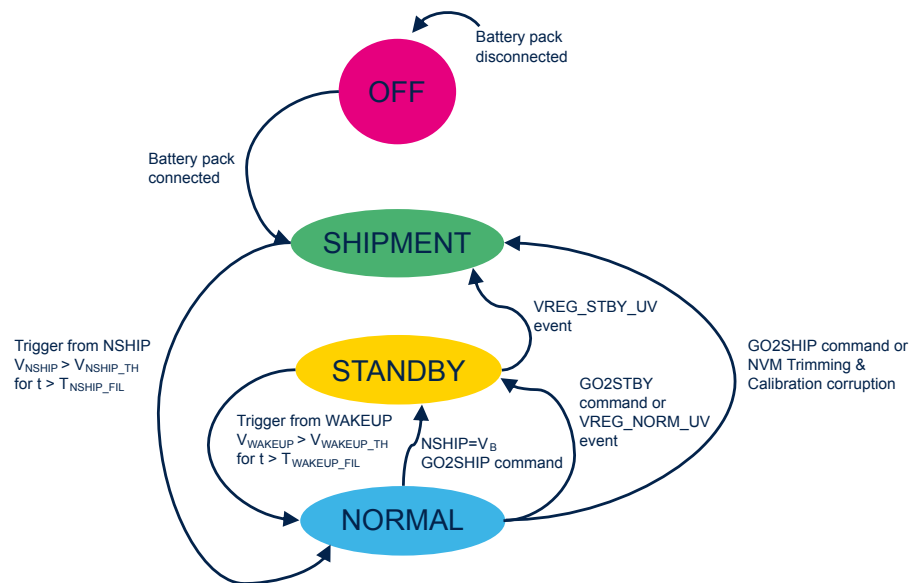 Battery pack
disconnected
OFF
Battery pack
connected
SHIPMENT
VREG_STBY_UV
event
Trigger from NSHIP
VNSHIP > VNSHIP_TH
for t > TNSHIP_FIL
GO2SHIP command or
NVM Trimming &
Calibration corruption
STANDBY
GO2STBY
command or
VREG_NORM_UV
event
Trigger from WAKEUP
VWAKEUP > VWAKEUP_TH
for t > TWAKEUP_FIL
NSHIP=VB
GO2SHIP command
NORMAL